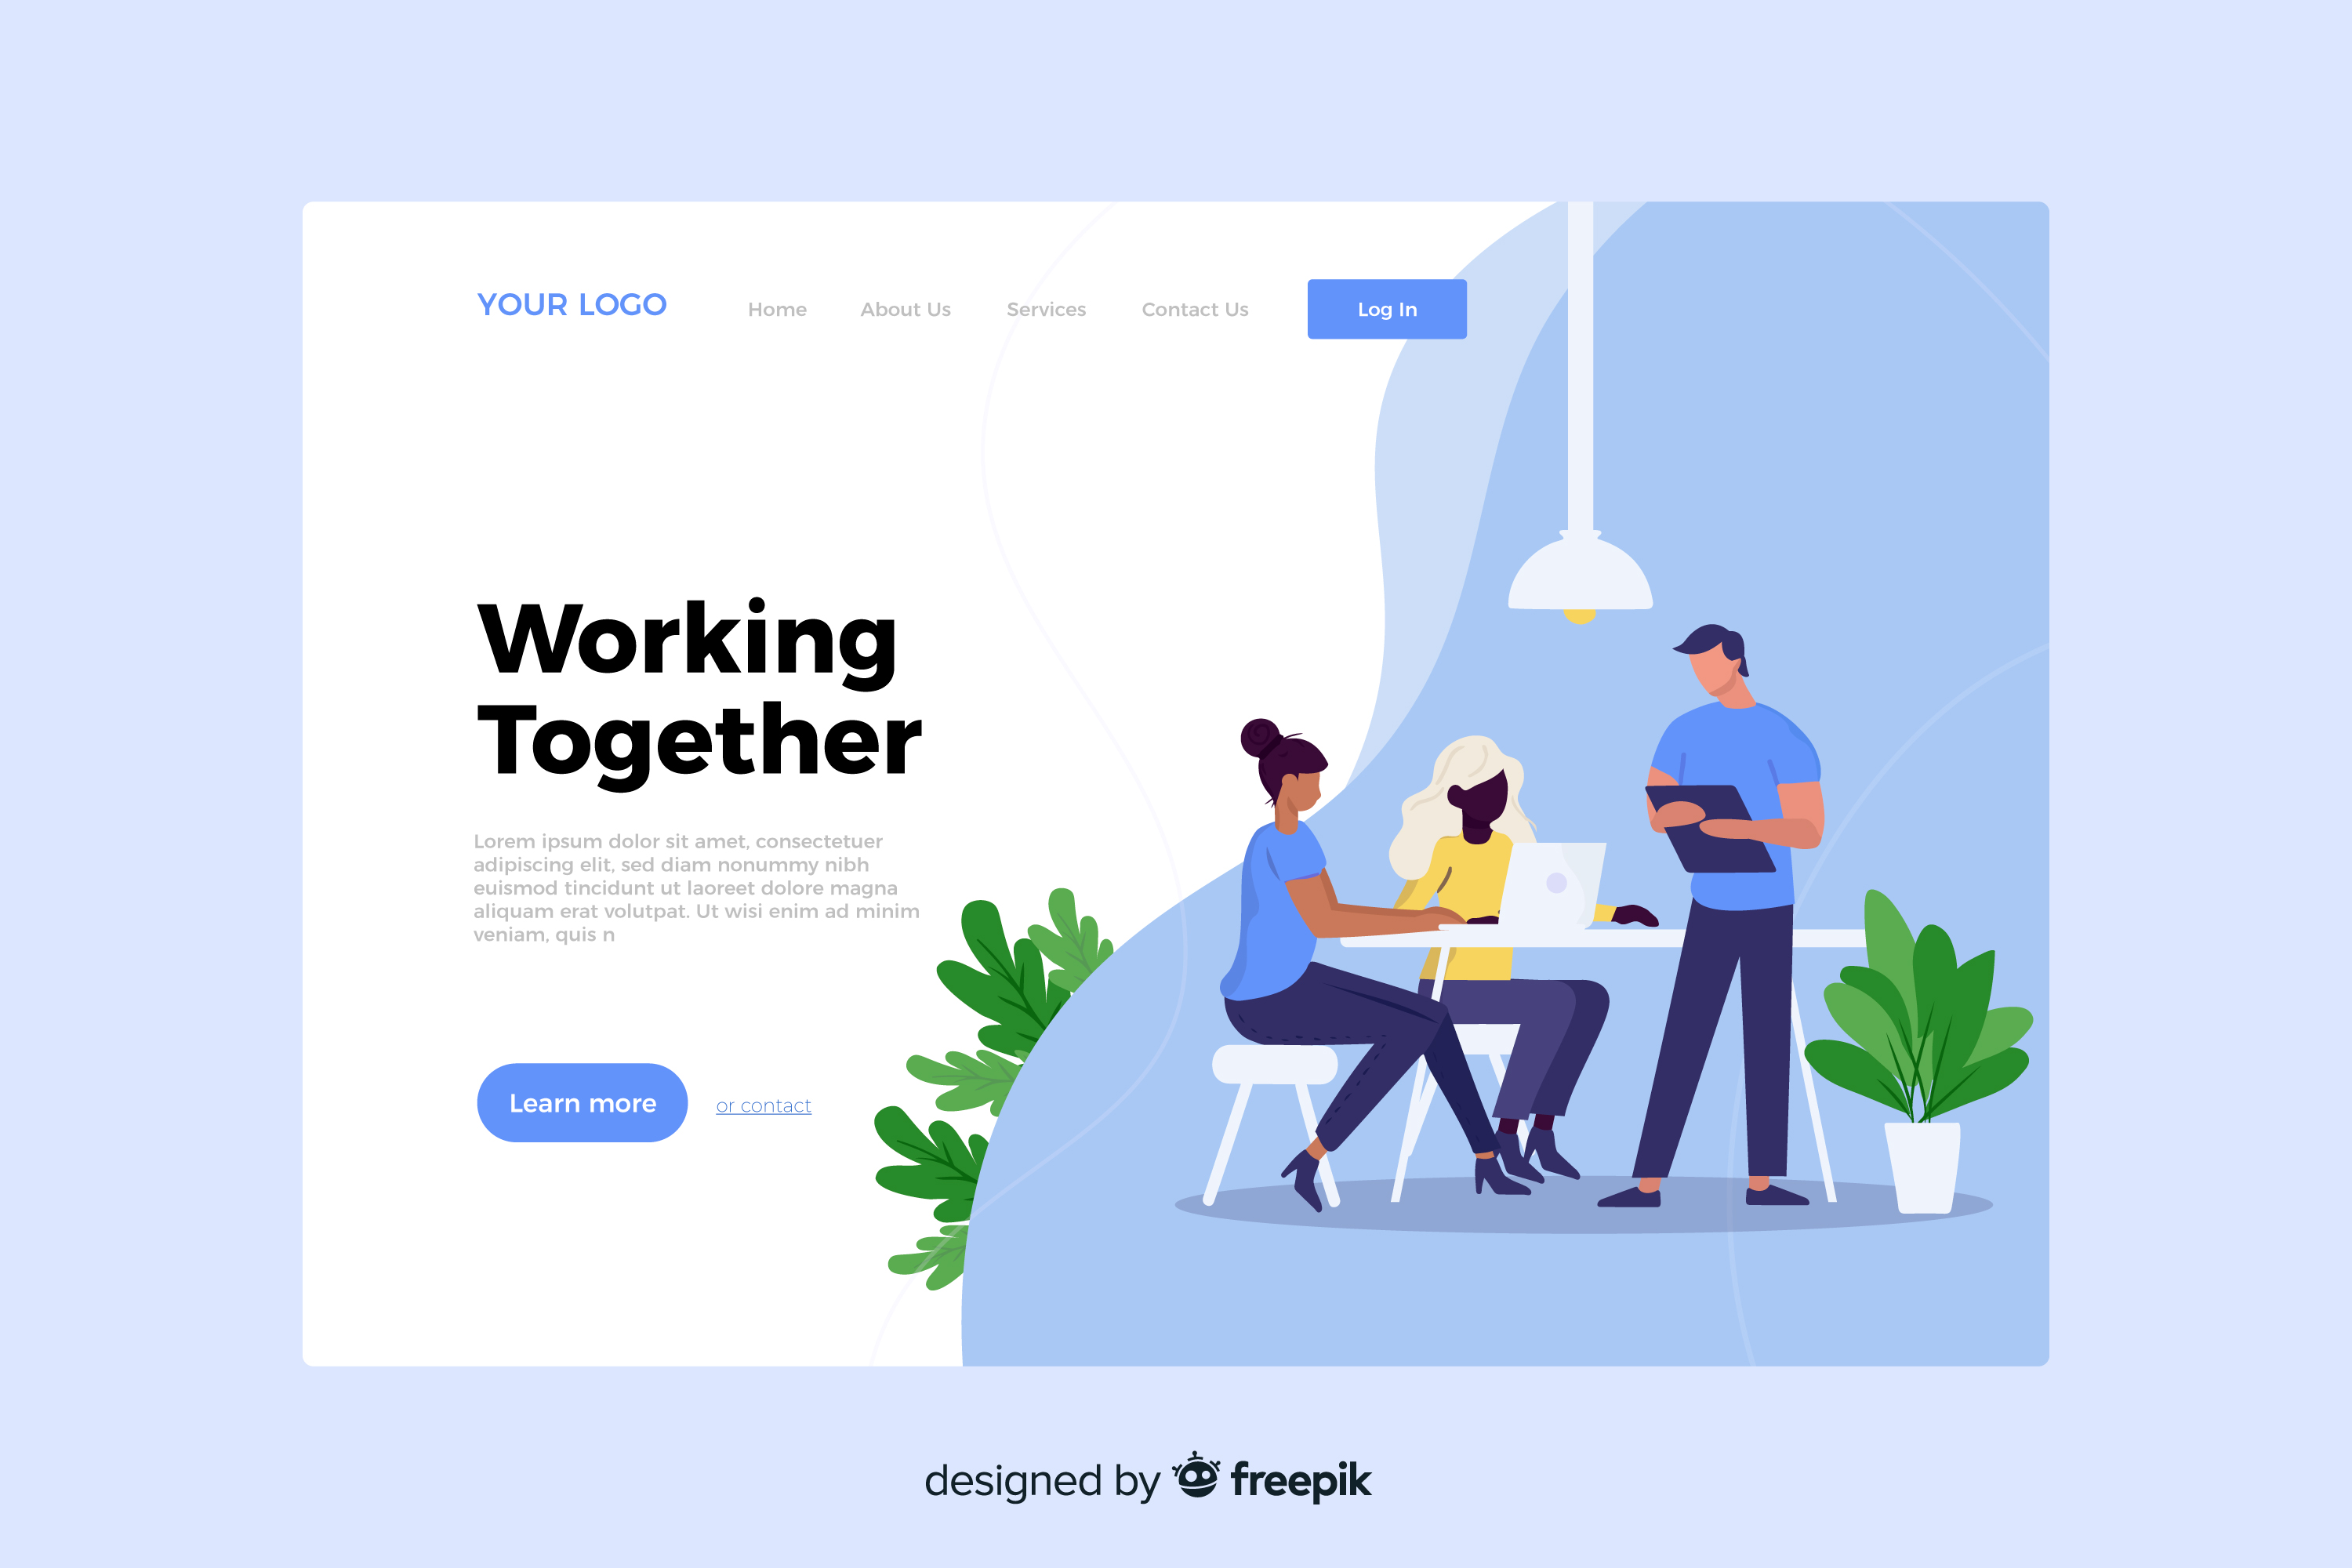 YOUR LOGO
Home
About Us
Services
Contact Us
Log In
Working
Together
Lorem ipsum dolor sit amet, consectetuer
adipiscing elit, sed diam nonummy nibh
euismod tincidunt ut laoreet dolore magna
aliquam erat volutpat. Ut wisi enim ad minim
veniam, quis n
Learn more
or contact
designed by freepik